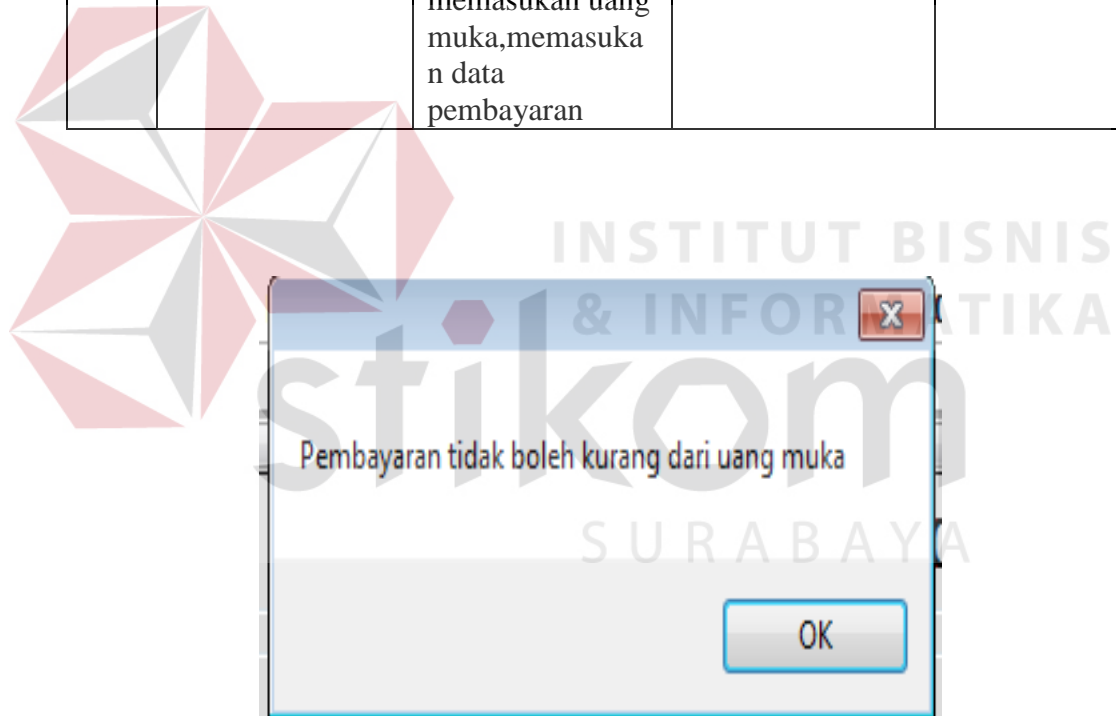 memasukan uang
muka,memasuka
n data
pembayaran
INSTITUT BISNIS
& INFORMATIKA
stikom
SURABAYA
Pembayaran tidak boleh kurang dari uang muka
OK